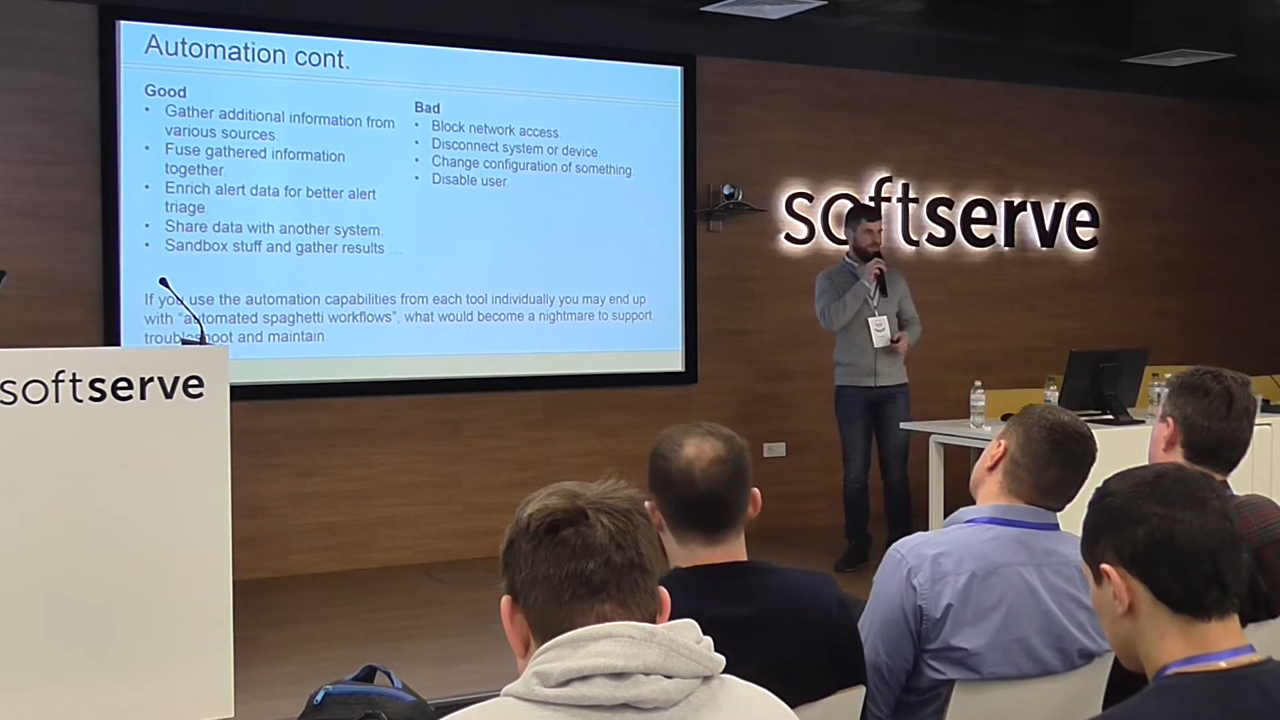 Automation cont.
Good
• Gather additional information from
various sources.
• Fuse gathered information
together.
• Enrich alert data for better alert
triage.
• Share data with another system.
• Sandbox stuff and gather results ....
Bad
• Block network access.
• Disconnect system or device.
• Change configuration of something.
• Disable user.
If you use the automation capabilities from each tool individually you may end up
with "automated spaghetti workflows", what would become a nightmare to support,
troubleshoot and maintain
softserve
softserve